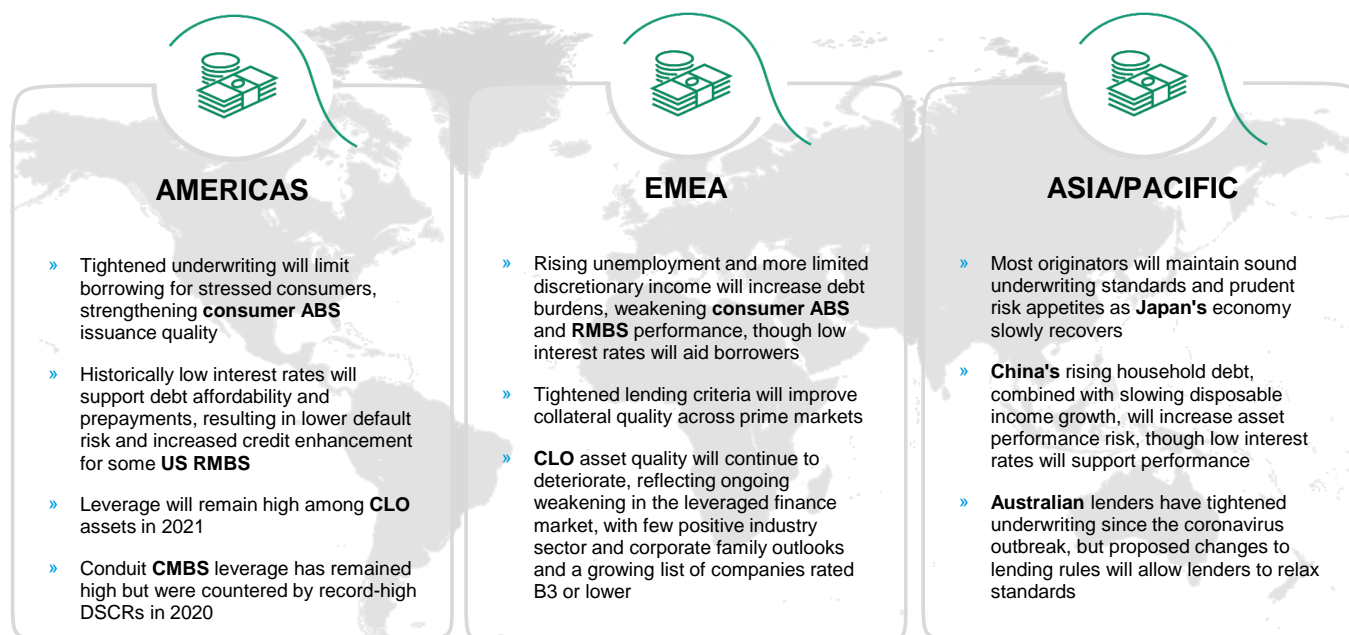 AMERICAS
» Tightened underwriting will limit
borrowing for stressed consumers,
strengthening consumer ABS
issuance quality
» Historically low interest rates will
support debt affordability and
prepayments, resulting in lower default
risk and increased credit enhancement
for some US RMBS
» Leverage will remain high among CLO
assets in 2021
» Conduit CMBS leverage has remained
high but were countered by record-high
DSCRs in 2020
EMEA
» Rising unemployment and more limited
discretionary income will increase debt
burdens, weakening consumer ABS
and RMBS performance, though low
interest rates will aid borrowers
» Tightened lending criteria will improve
collateral quality across prime markets
» CLO asset quality will continue to
deteriorate, reflecting ongoing
weakening in the leveraged finance
market, with few positive industry
sector and corporate family outlooks
and a growing list of companies rated
B3 or lower
ASIA/PACIFIC
» Most originators will maintain sound
underwriting standards and prudent
risk appetites as Japan's economy
slowly recovers
» China's rising household debt,
combined with slowing disposable
income growth, will increase asset
performance risk, though low interest
rates will support performance
» Australian lenders have tightened
underwriting since the coronavirus
outbreak, but proposed changes to
lending rules will allow lenders to relax
standards